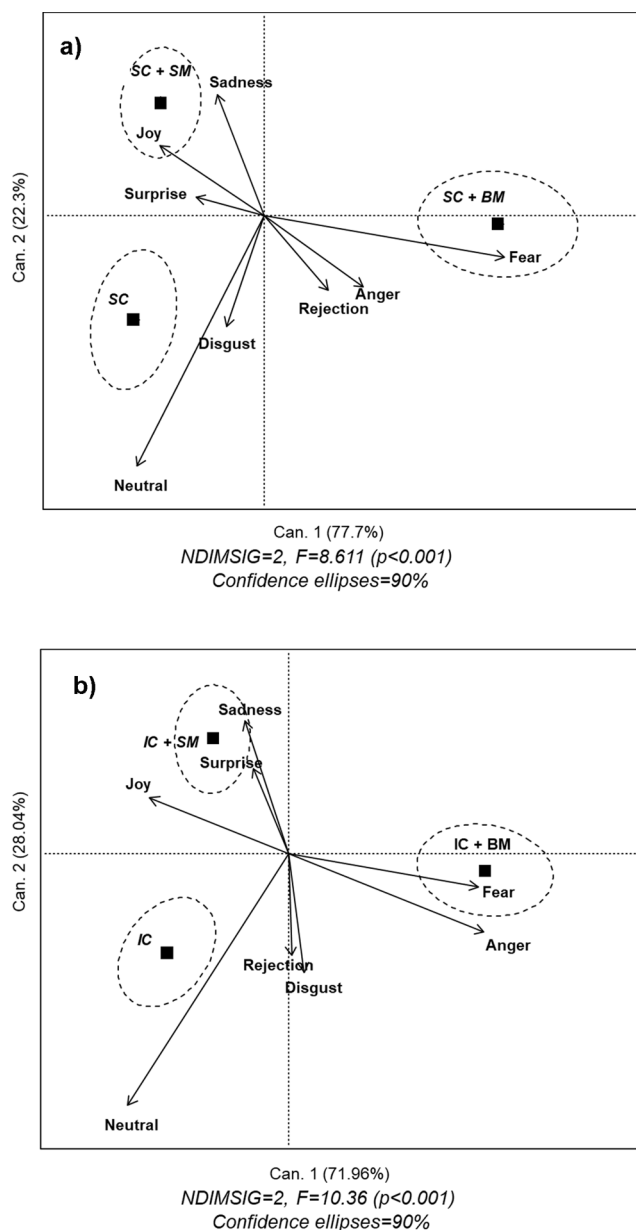 a)
SC + SM
Sadness
Joy
Surprise
SC + BM
Fear
Anger
Rejection
SC
Disgust
Neutral
Can. 2 (22.3%)
Can. 1 (77.7%)
NDIMSIG=2, F=8.611 (p<0.001)
Confidence ellipses=90%
b)
Sadness
IC + SM
Surprise
Joy
IC + BM
Fear
Anger
IC
Rejection
Disgust
Neutral
Can. 2 (28.04%)
Can. 1 (71.96%)
NDIMSIG=2, F=10.36 (p<0.001)
Confidence ellipses=90%